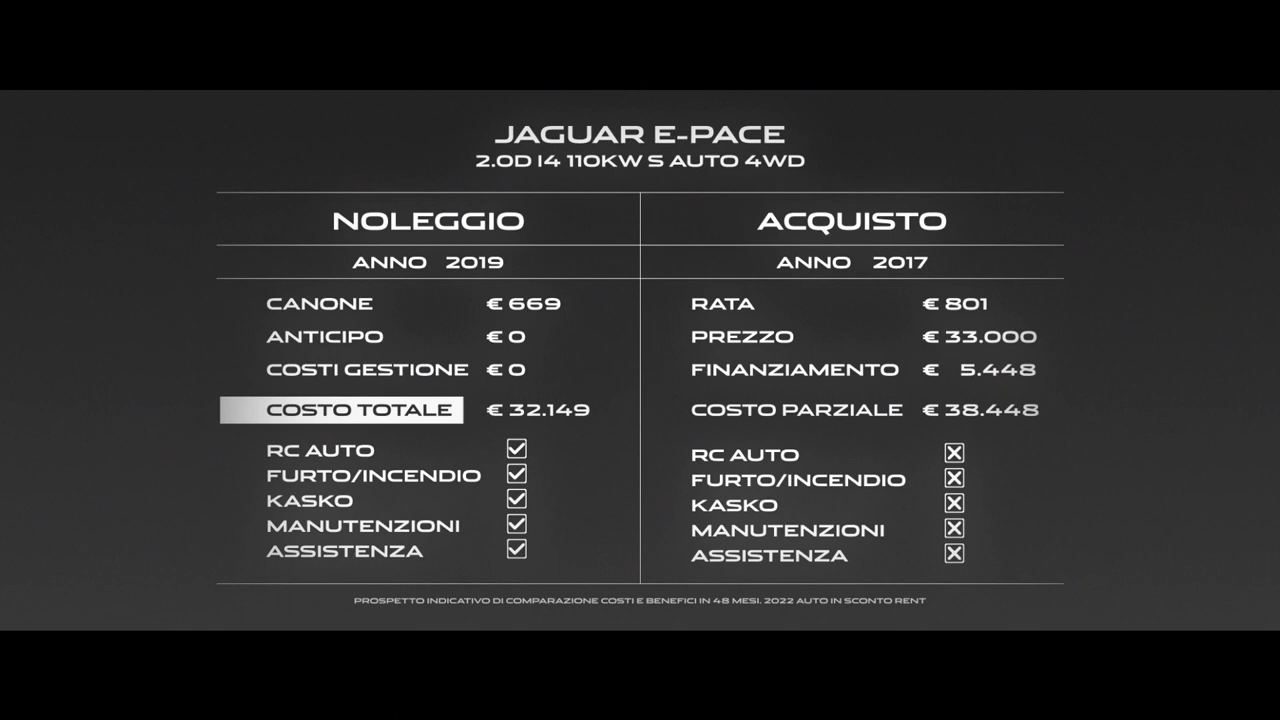 JAGUAR E-PACE
2.0D I4 110KW S AUTO 4WD
NOLEGGIO
ANNO 2019
CANONE € 669
ANTICIPO € 0
COSTI GESTIONE € 0
COSTO TOTALE € 32.149
RC AUTO
FURTO/INCENDIO
KASKO
MANUTENZIONI
ASSISTENZA
ACQUISTO
ANNO 2017
RATA € 801
PREZZO € 33.000
FINANZIAMENTO € 5.448
COSTO PARZIALE € 38.448
RC AUTO
FURTO/INCENDIO
KASKO
MANUTENZIONI
ASSISTENZA
PROSPETTO INDICATIVO DI COMPARAZIONE COSTI E BENEFICI IN 48 MESI. 2022 AUTO IN SCONTO RENT